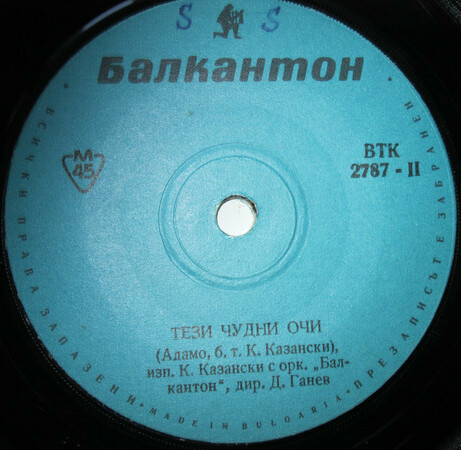 S S
Балкантон
М
45
ВТК
2787 - II
ТЕЗИ ЧУДНИ ОЧИ
(Адамо, б. т. К. Казански),
изп. К. Казански с орк. „Бал-
кантон“, дир. Д. Ганев
ВСИЧКИ ПРАВА ЗАПАЗЕНИ • MADE IN BULGARIA • ПРЕЗАПИСЪТ Е ЗАБРАНЕН